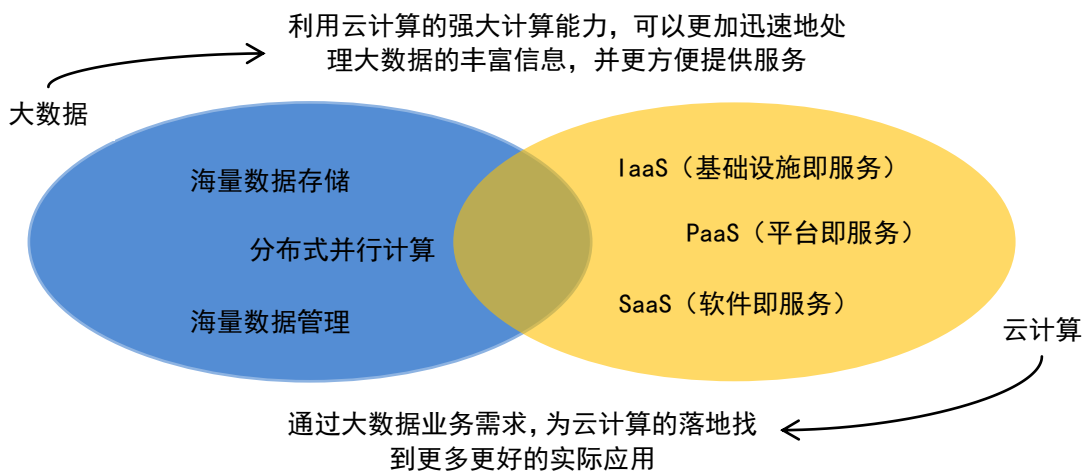 利用云计算的强大计算能力，可以更加迅速地处
理大数据的丰富信息，并更方便提供服务
大数据
海量数据存储
分布式并行计算
海量数据管理
IaaS（基础设施即服务）
PaaS（平台即服务）
SaaS（软件即服务）
云计算
通过大数据业务需求，为云计算的落地找
到更多更好的实际应用